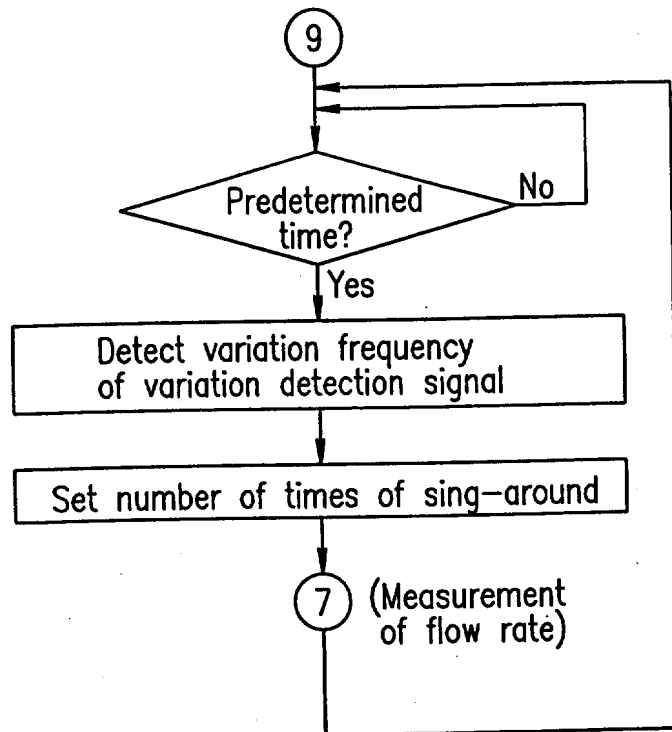 9
Predetermined
time?
No
Yes
Detect variation frequency
of variation detection signal
Set number of times of sing-around
7
(Measurement
of flow rate)